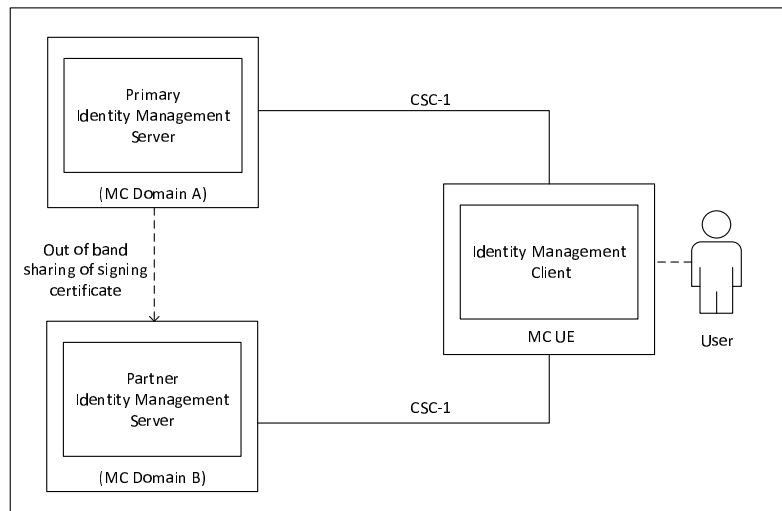 Primary
Identity Management
Server
(MC Domain A)
CSC-1
Out of band
sharing of signing
certificate
Identity Management
Client
MC UE
User
Partner
Identity Management
Server
(MC Domain B)
CSC-1